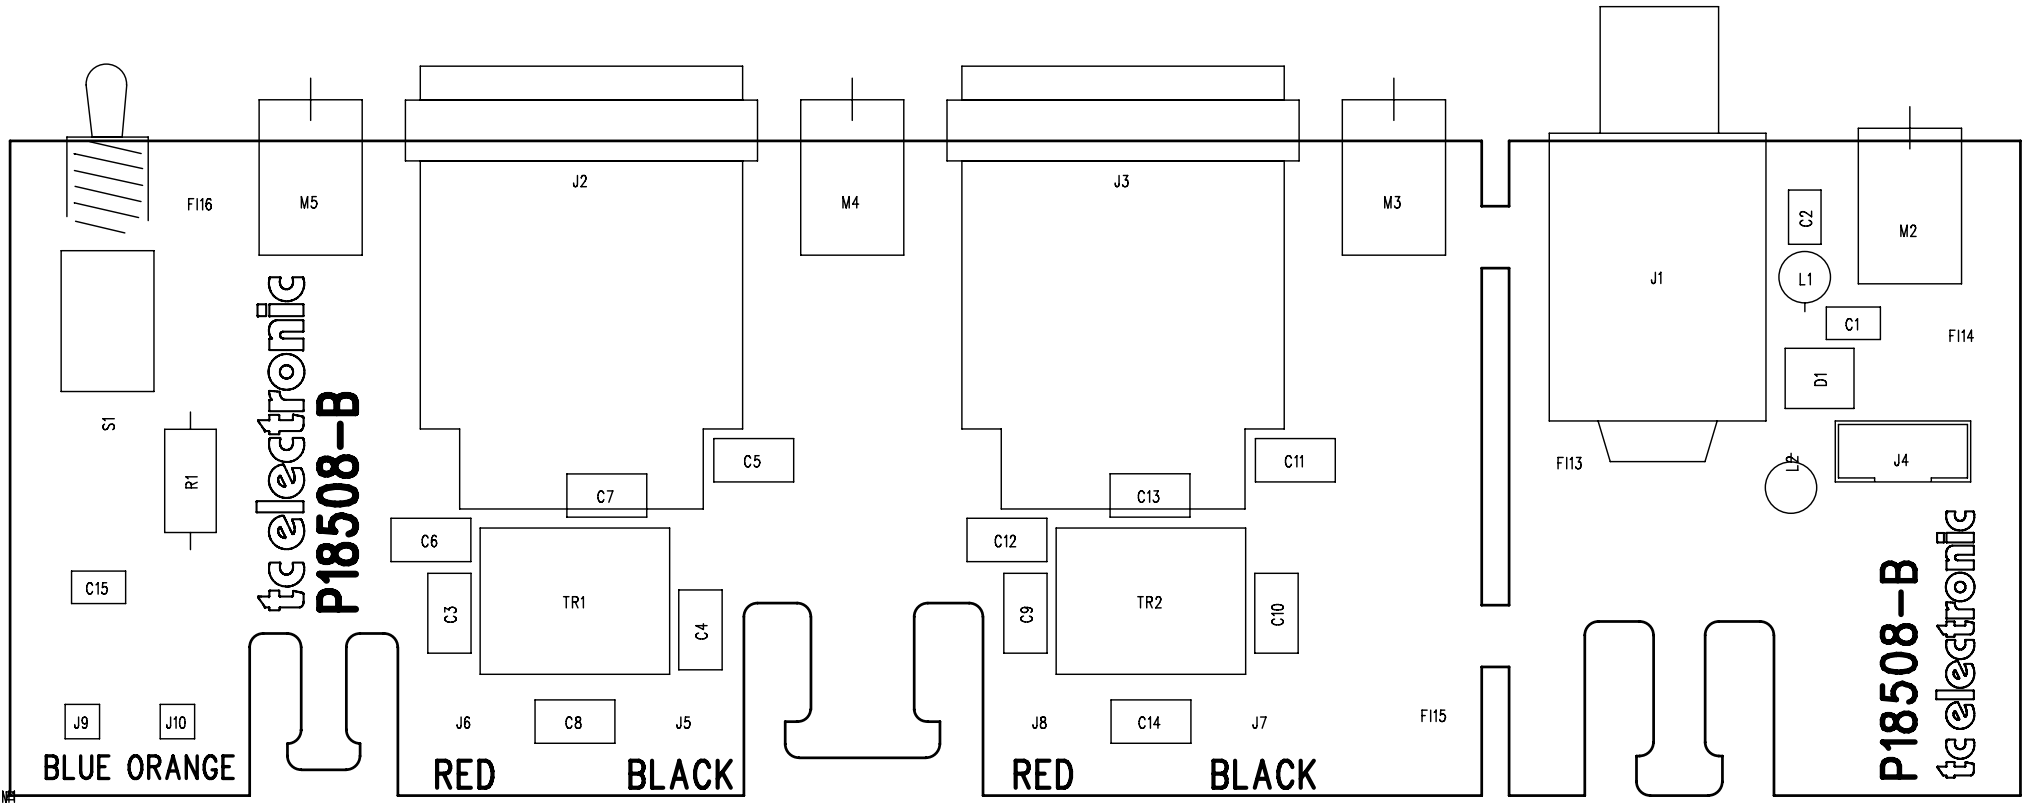 J2
J3
FI16
M5
M4
M3
C2
M2
J1
L1
C1
FI14
D1
S1
tc electronic
P18508-B
C5
C11
FI13
L2
J4
R1
C7
C13
C6
C12
C15
C3
TR1
C4
C9
TR2
C10
P18508-B
tc electronic
J9
J10
J6
C8
J5
J8
C14
J7
FI15
BLUE ORANGE
RED
BLACK
RED
BLACK